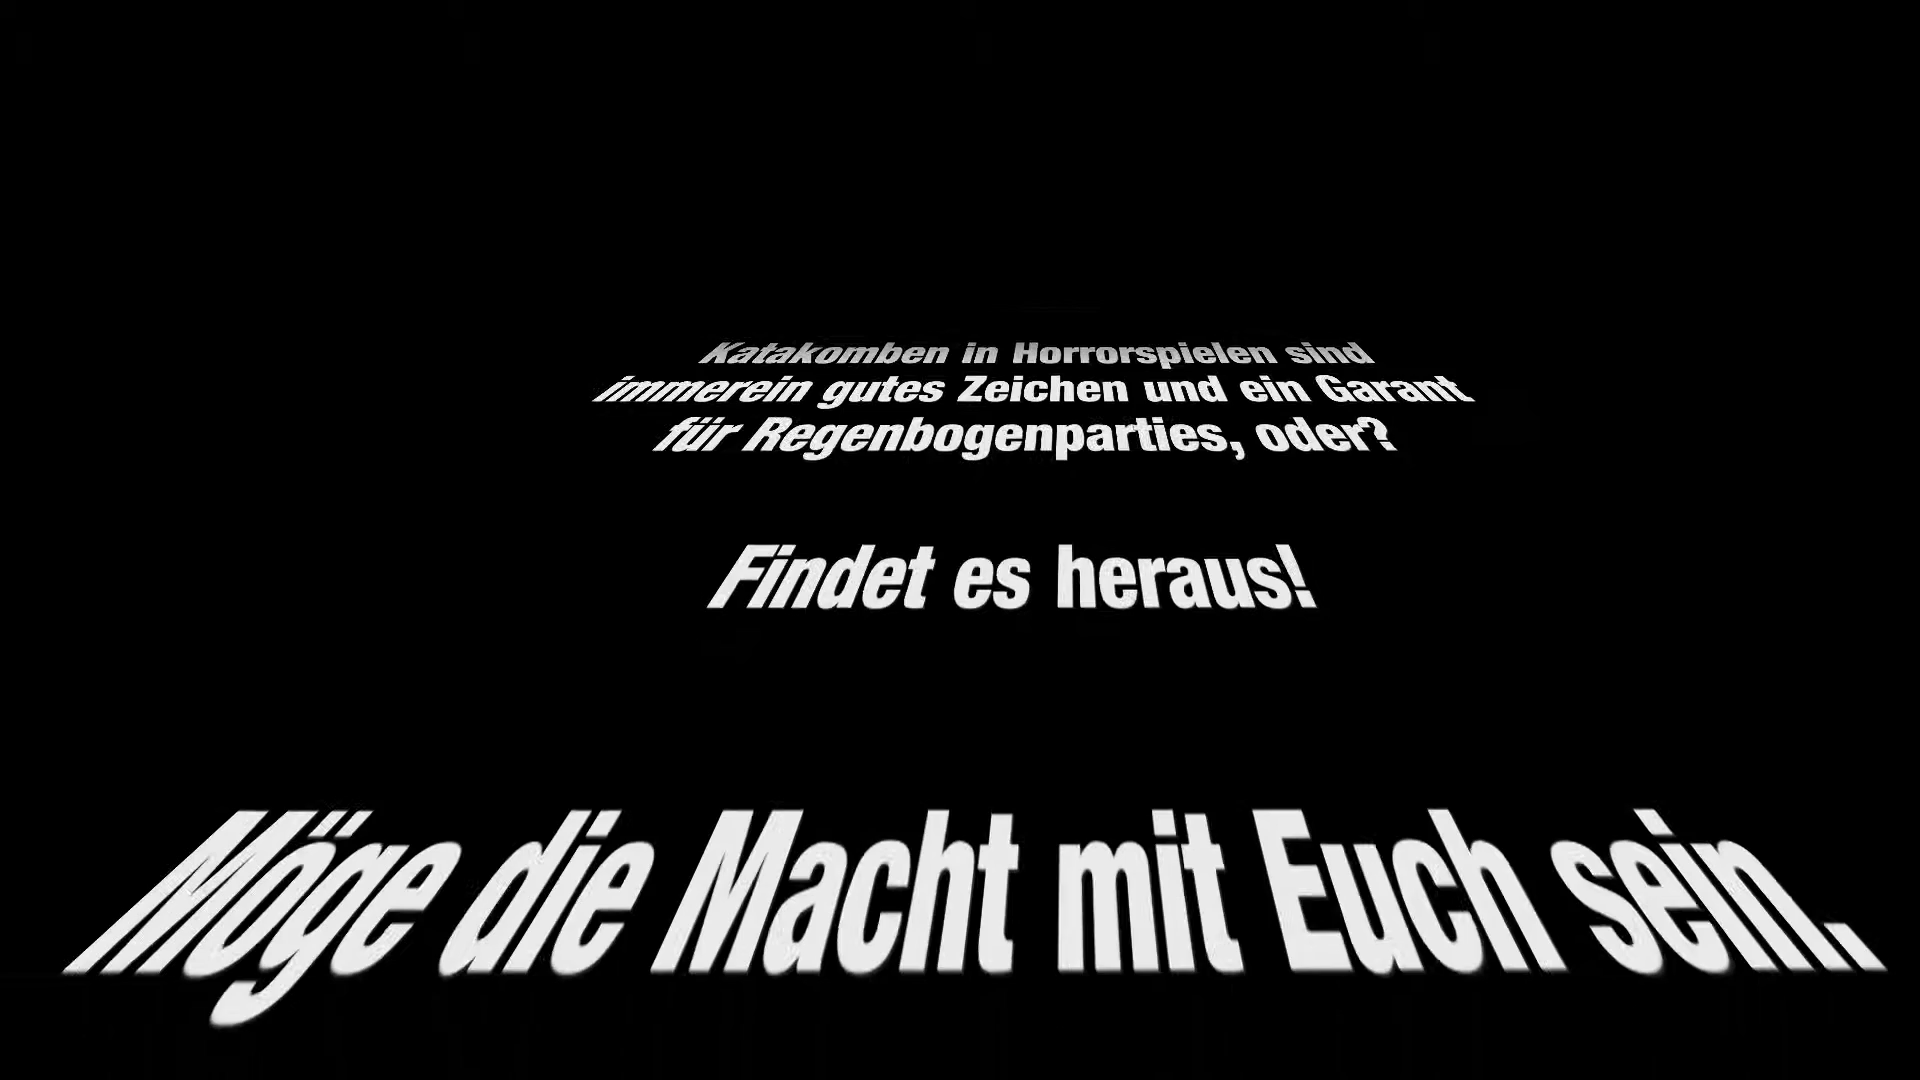 Katakomben in Horrorspielen sind
immerein gutes Zeichen und ein Garant
für Regenbogenparties, oder?
Findet es heraus!
Möge die Macht mit Euch sein.